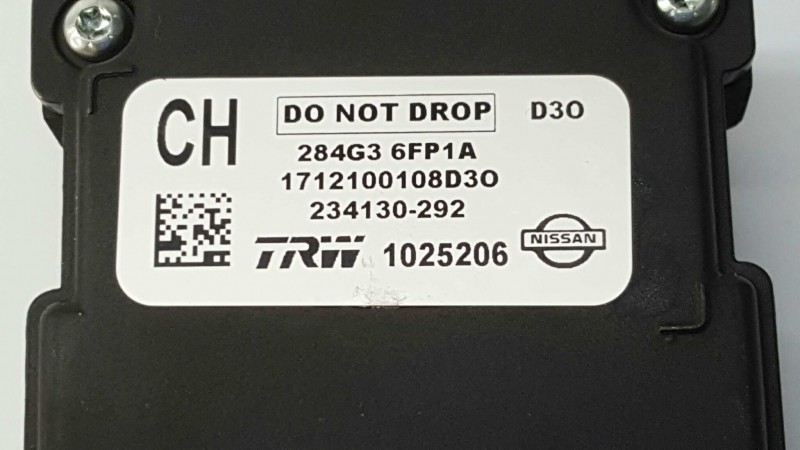 CH
DO NOT DROP
D3O
284G3 6FP1A
1712100108D3O
234130-292
TRW 1025206
NISSAN